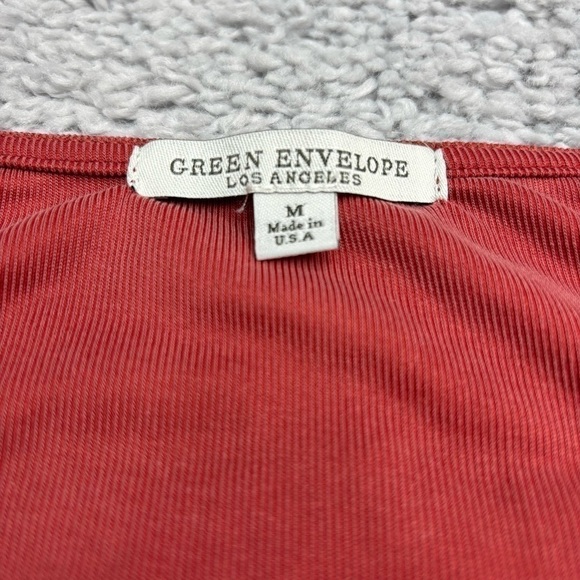 GREEN ENVELOPE
LOS ANGELES
M
Made in
U.S.A